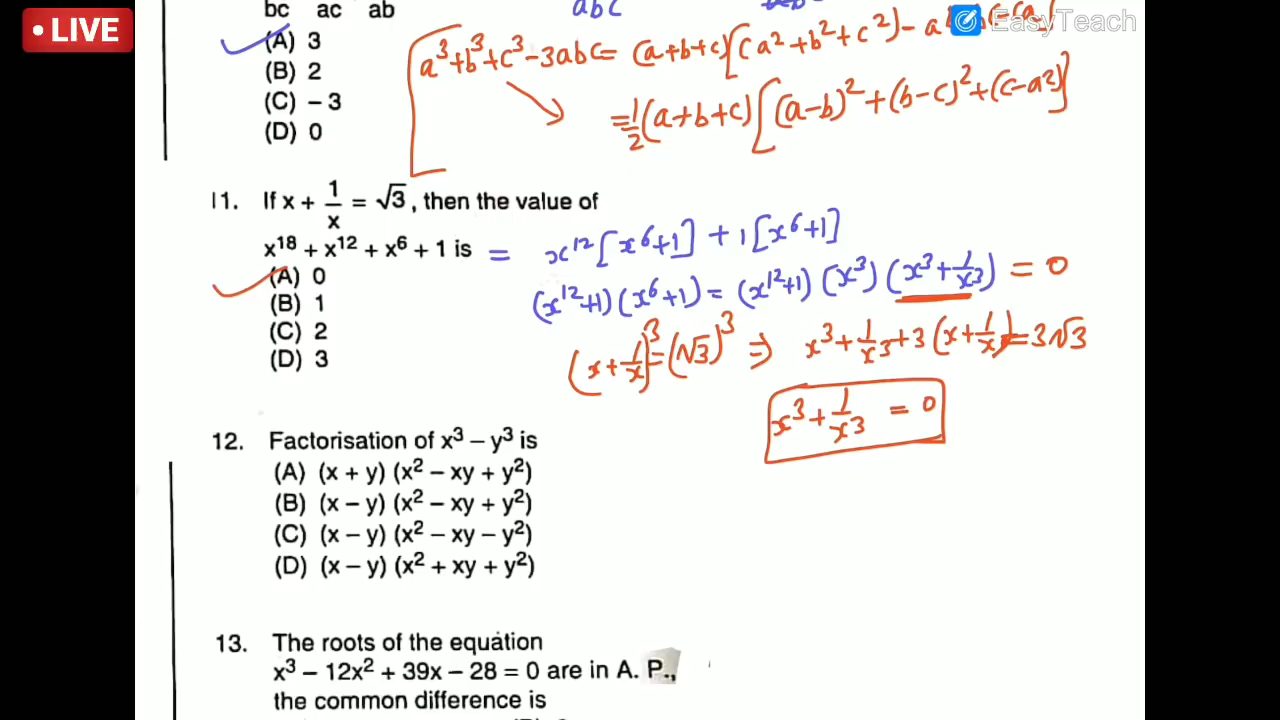 LIVE
bc ac ab
abc
EasyTeach
(A) 3
(B) 2
(C) – 3
(D) 0
a³+b³+c³-3abc= (a+b+c)[(a²+b²+c²)-a
=1/2(a+b+c)[(a-b)²+(b-c)²+(c-a²)]
11. If x + 1/x = √3, then the value of
x¹⁸ + x¹² + x⁶ + 1 is = x¹²[x⁶+1] + 1[x⁶+1]
(A) 0
(B) 1
(C) 2
(D) 3
(x¹²+1)(x⁶+1) = (x¹²+1)(x³)(x³+1/x³) = 0
(x+1/x)³=(√3)³ ⇒ x³+1/x³+3(x+1/x)=3√3
x³+1/x³ = 0
12. Factorisation of x³ – y³ is
(A) (x + y) (x² – xy + y²)
(B) (x – y) (x² – xy + y²)
(C) (x – y) (x² – xy – y²)
(D) (x – y) (x² + xy + y²)
13. The roots of the equation
x³ – 12x² + 39x – 28 = 0 are in A. P.,
the common difference is